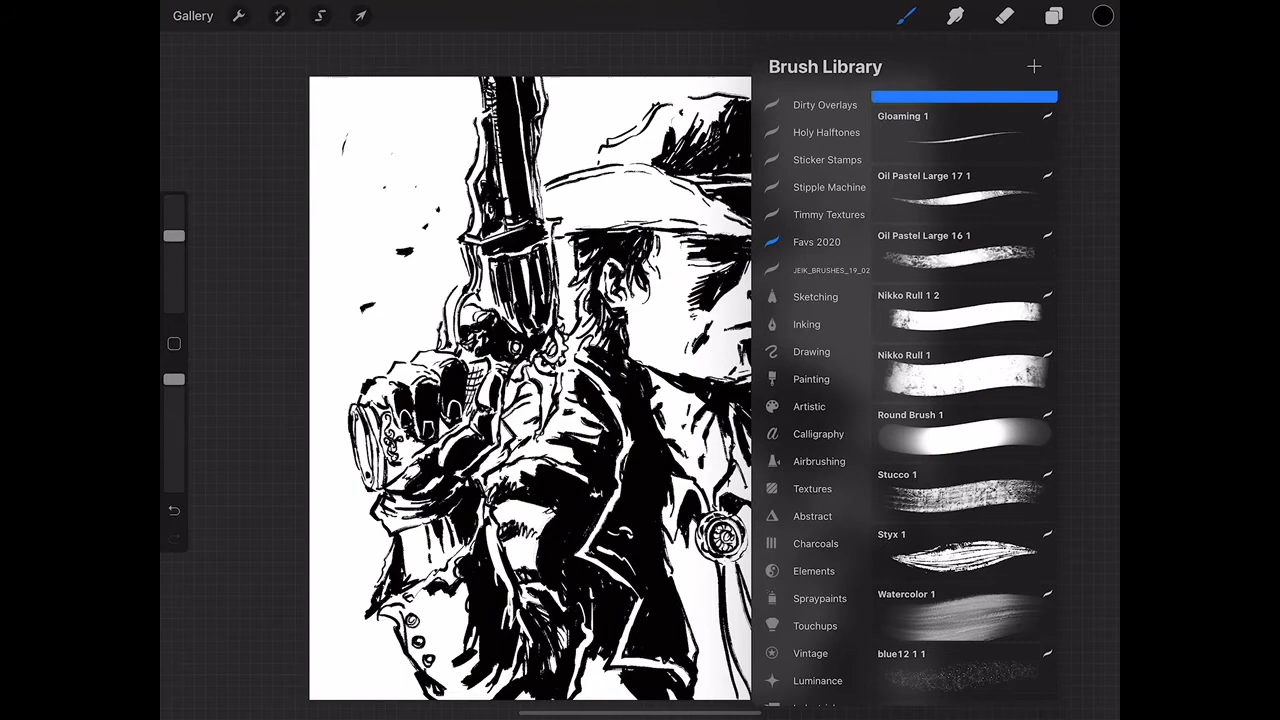 Gallery
Brush Library
Dirty Overlays
Holy Halftones
Sticker Stamps
Stipple Machine
Timmy Textures
Favs 2020
JEIK_BRUSHES_19_02
Sketching
Inking
Drawing
Painting
Artistic
Calligraphy
Airbrushing
Textures
Abstract
Charcoals
Elements
Spraypaints
Touchups
Vintage
Luminance
Gloaming 1
Oil Pastel Large 17 1
Oil Pastel Large 16 1
Nikko Rull 1 2
Nikko Rull 1
Round Brush 1
Stucco 1
Styx 1
Watercolor 1
blue12 1 1